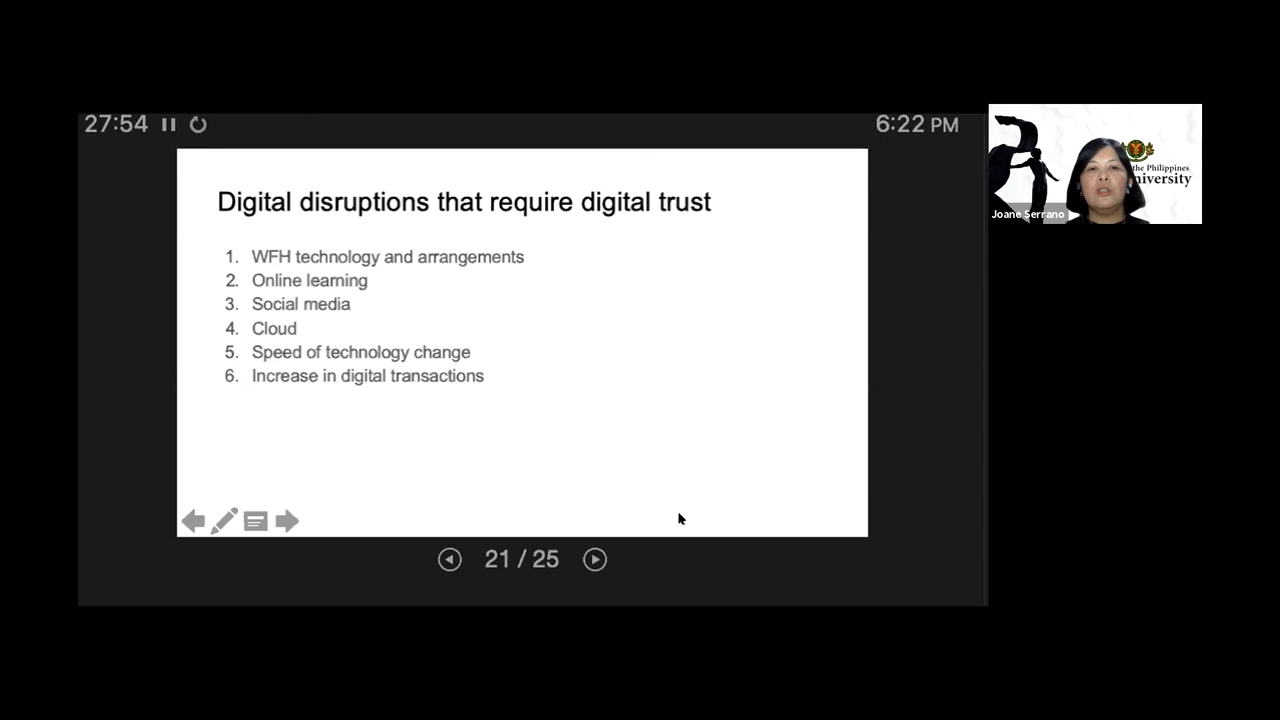 27:54
6:22 PM
Digital disruptions that require digital trust
1. WFH technology and arrangements
2. Online learning
3. Social media
4. Cloud
5. Speed of technology change
6. Increase in digital transactions
21 / 25
the Philippines
niversity
Joane Serrano